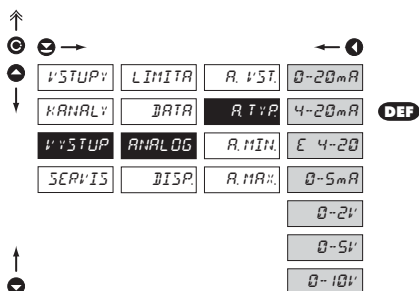 VSTUPY LIMITA A. VST. 0-20mA
KANALY DATA A.TYP. 4-20mA DEF
VYSTUP ANALOG A.MIN. E 4-20
SERVIS DISP. A.MAX. 0-5mA
0-2V
0-5V
0-10V